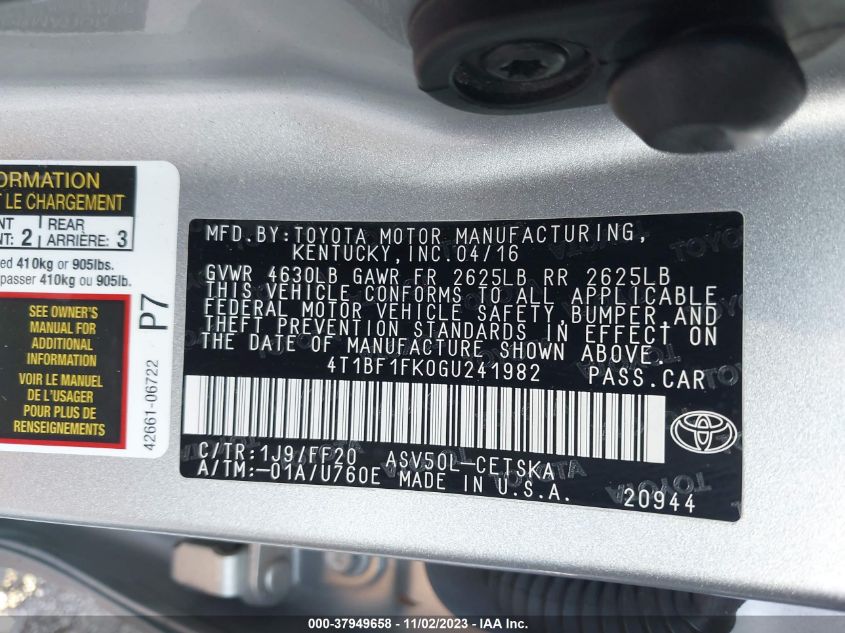 ORMATION
T LE CHARGEMENT
NT
NT: 2
REAR
ARRIÈRE: 3
ed 410kg or 905lbs.
passer 410kg ou 905lb.
SEE OWNER'S
MANUAL FOR
ADDITIONAL
INFORMATION
VOIR LE MANUEL
DE L'USAGER
POUR PLUS DE
RENSEIGNEMENTS
P7
42661-06722
MFD.BY:TOYOTA MOTOR MANUFACTURING,
KENTUCKY,INC.04/16
GVWR 4630LB GAWR FR 2625LB RR 2625LB
THIS VEHICLE CONFORMS TO ALL APPLICABLE
FEDERAL MOTOR VEHICLE SAFETY,BUMPER,AND
THEFT PREVENTION STANDARDS IN EFFECT ON
THE DATE OF MANUFACTURE SHOWN ABOVE.
4T1BF1FK0GU241982 PASS.CAR
C/TR:1J9/FF20 ASV50L-CETSKA
A/TM:-01A/U760E MADE IN U.S.A. 20944
TOYOTA
000-37949658 - 11/02/2023 - IAA Inc.